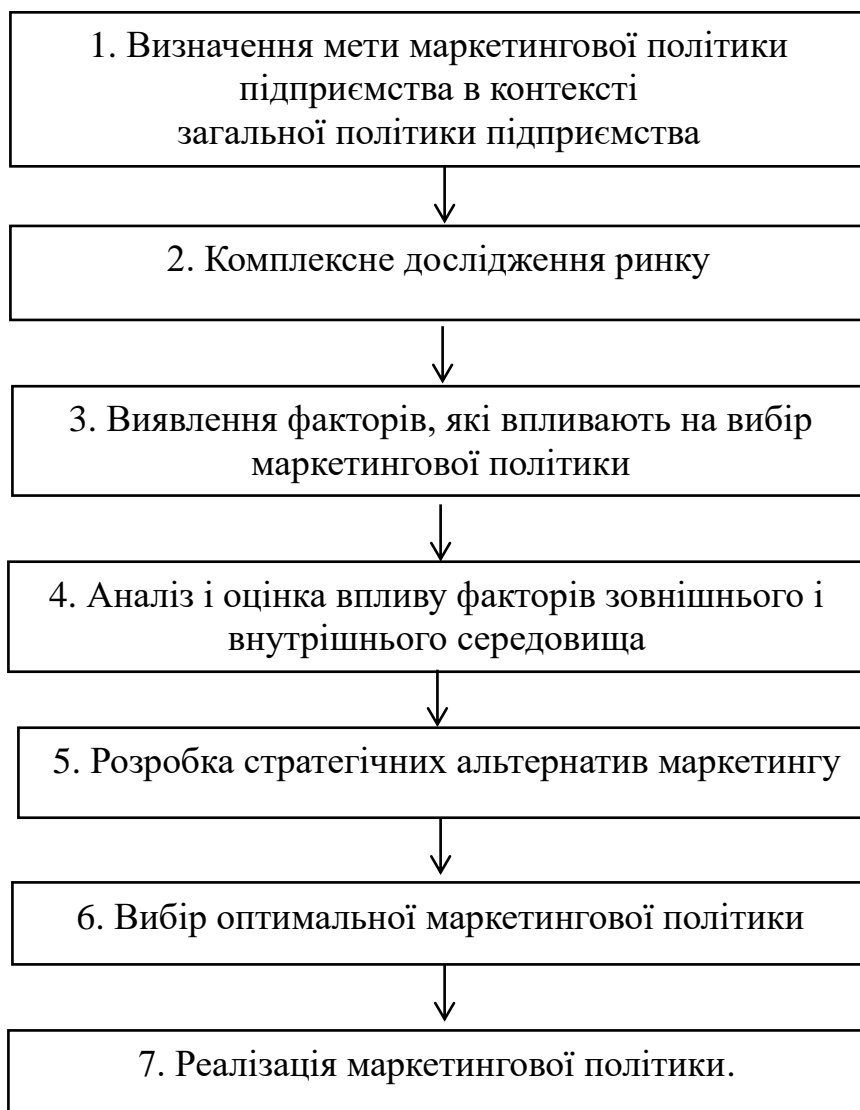 1. Визначення мети маркетингової політики
підприємства в контексті
загальної політики підприємства
2. Комплексне дослідження ринку
3. Виявлення факторів, які впливають на вибір
маркетингової політики
4. Аналіз і оцінка впливу факторів зовнішнього і
внутрішнього середовища
5. Розробка стратегічних альтернатив маркетингу
6. Вибір оптимальної маркетингової політики
7. Реалізація маркетингової політики.